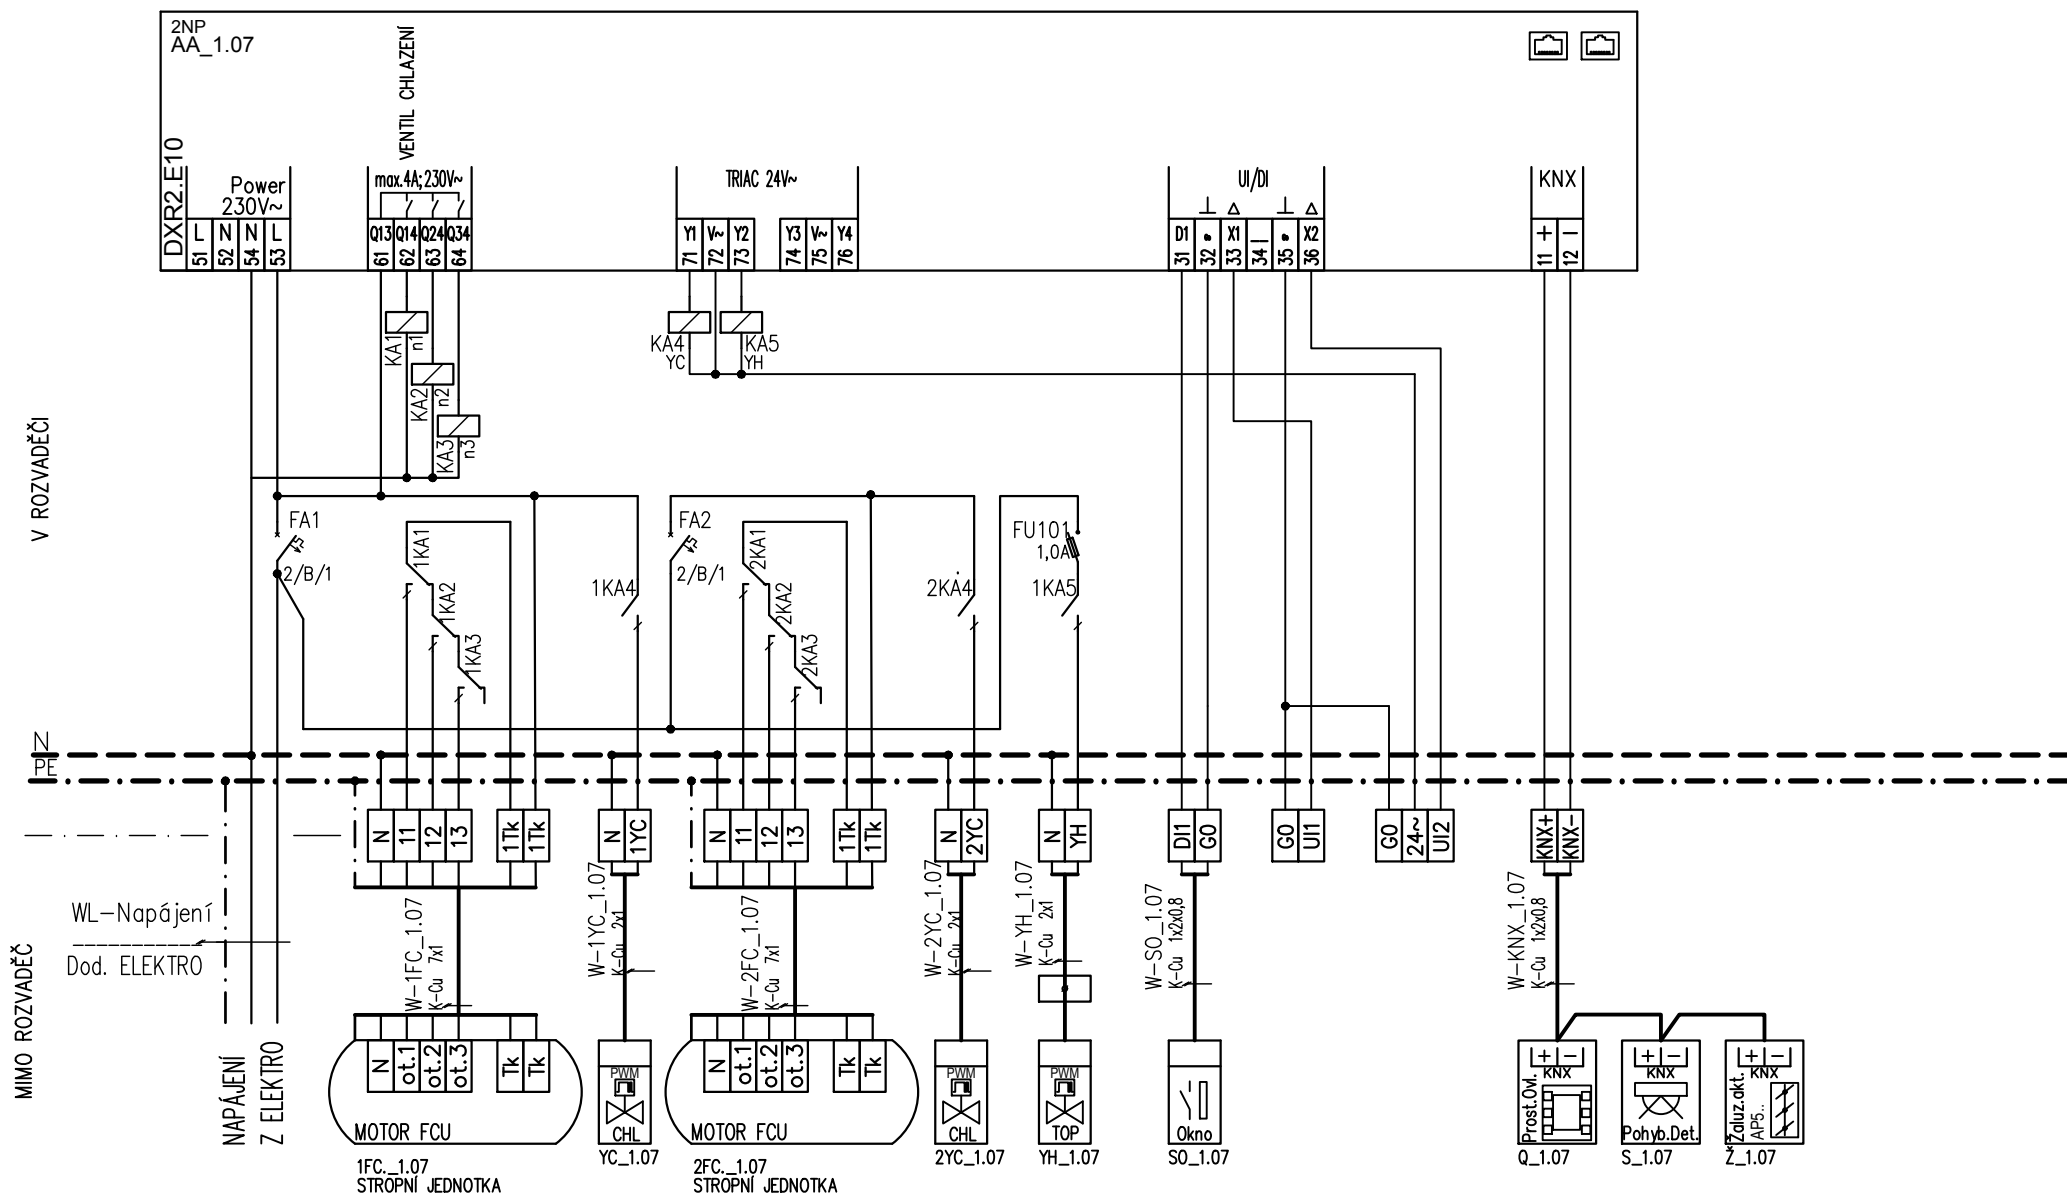 2NP
AA_1.07
DXR2.E10
VENTIL CHLAZENÍ
Power
230V~
max.4A;230V~
TRIAC 24V~
UI/DI
KNX
L N N L
51 52 54 53
Q13 Q14 Q24 Q34
61 62 63 64
Y1 V~ Y2
71 72 73
Y3 V~ Y4
74 75 76
D1 X1 X2
31 32 33 34 35 36
+ −
11 12
KA1 n1
KA2 n2
KA3 n3
KA4
YC
KA5
YH
V ROZVADĚČI
FA1
2/B/1
1KA1
1KA2
1KA3
1KA4
FA2
2/B/1
2KA1
2KA2
2KA3
2KA4
FU101
1,0A
1KA5
N
PE
N 11 12 13 1Tk 1Tk
N 1YC
N 11 12 13 1Tk 1Tk
N 2YC
N YH
DI1 G0
G0 UI1
G0 24~ UI2
KNX+ KNX-
WL-Napájení
Dod. ELEKTRO
MIMO ROZVADĚČ
NAPÁJENÍ
Z ELEKTRO
W-1FC_1.07
K-Cu 7x1
W-1YC_1.07
K-Cu 2x1
W-2FC_1.07
K-Cu 7x1
W-2YC_1.07
K-Cu 2x1
W-YH_1.07
K-Cu 2x1
W-SO_1.07
K-Cu 1x2x0,8
W-KNX_1.07
K-Cu 1x2x0,8
N ot.1 ot.2 ot.3 Tk Tk
MOTOR FCU
1FC._1.07
STROPNÍ JEDNOTKA
PWM
CHL
YC_1.07
N ot.1 ot.2 ot.3 Tk Tk
MOTOR FCU
2FC._1.07
STROPNÍ JEDNOTKA
PWM
CHL
2YC_1.07
PWM
TOP
YH_1.07
Okno
SO_1.07
+ −
KNX
Prost.Ovl.
Q_1.07
+ −
KNX
Pohyb.Det.
S_1.07
+ −
KNX
Žaluz.akt.
AP5..
Ž_1.07